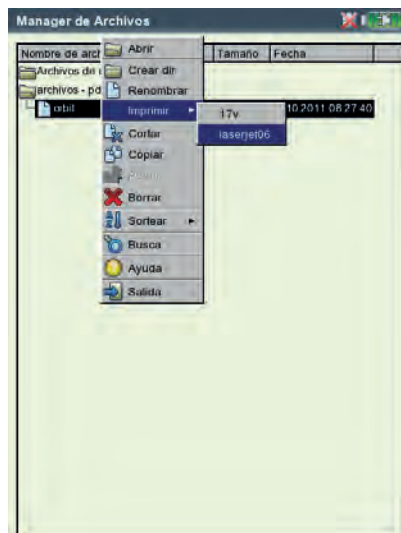 Manager de Archivos
Nombre de arc Tamaño Fecha
Archivos de
archivos - pd
orbit 10.2011 08:27:40
Abrir
Crear dir
Renombrar
Imprimir
17v
laserjet06
Cortar
Copiar
Borrar
Sortear
Busca
Ayuda
Salida